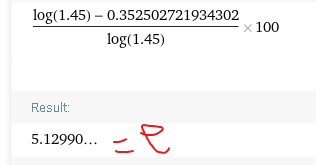 log(1.45) − 0.352502721934302
log(1.45)
× 100
Result:
5.12990… =